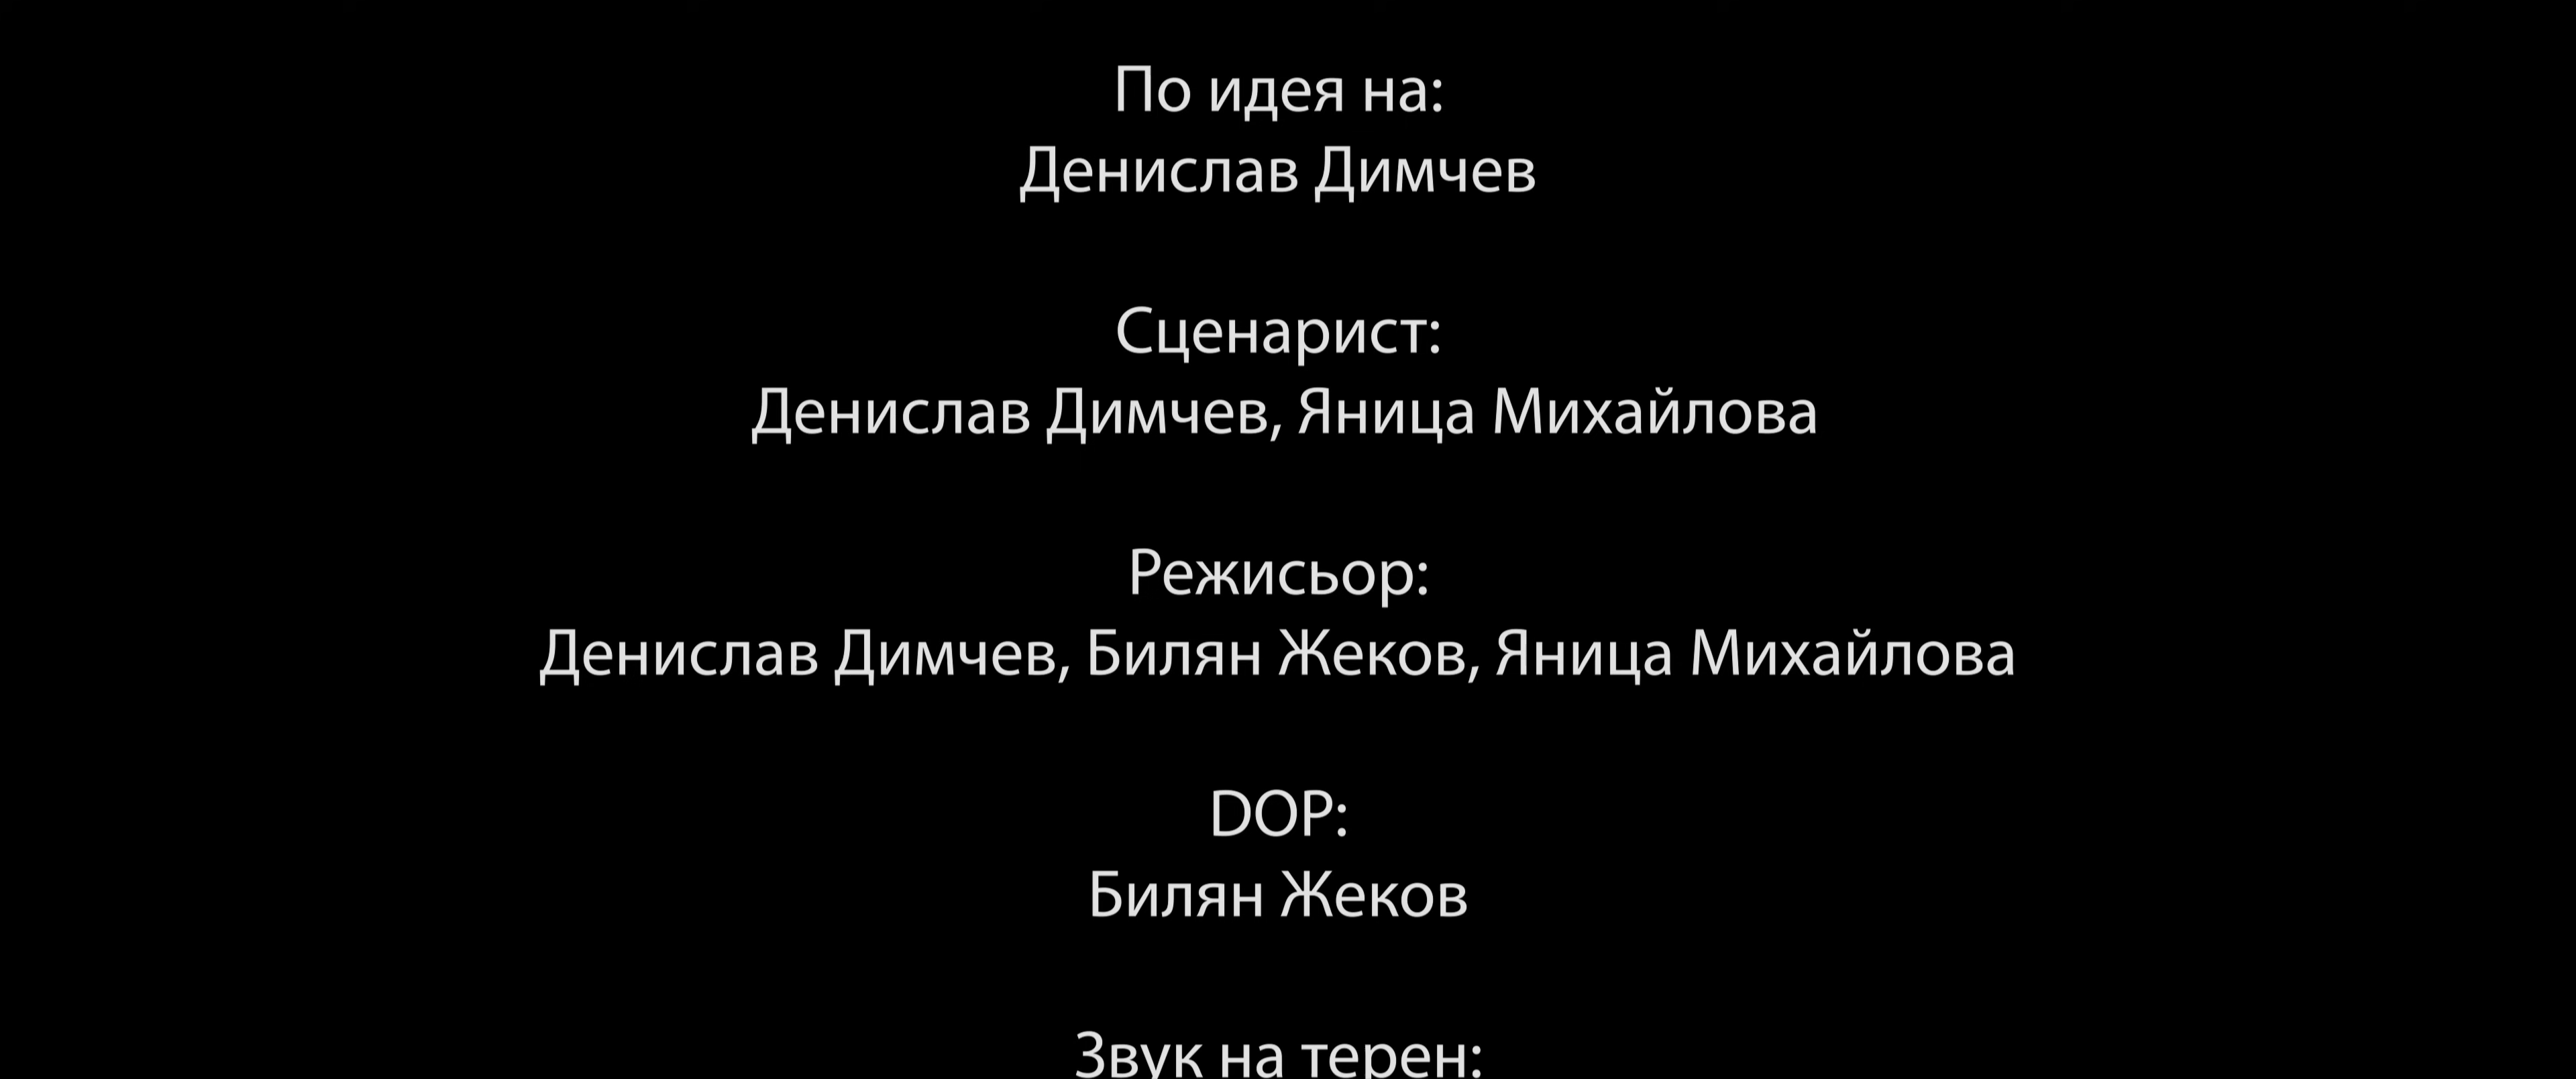 По идея на:
Денислав Димчев
Сценарист:
Денислав Димчев, Яница Михайлова
Режисьор:
Денислав Димчев, Билян Жеков, Яница Михайлова
DOP:
Билян Жеков
Звук на терен: